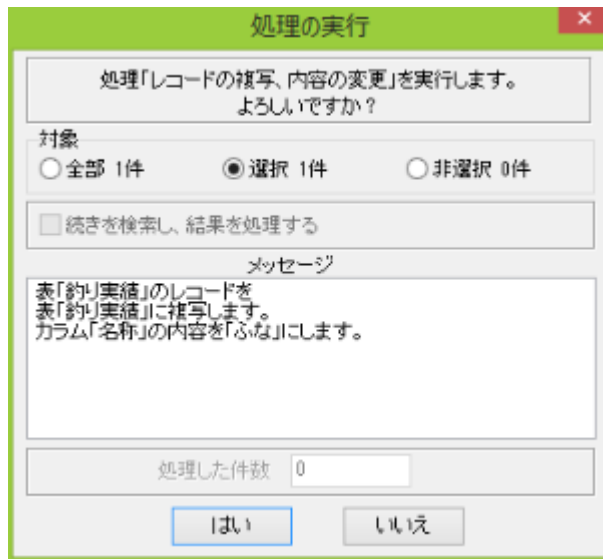 処理の実行
処理「レコードの複写、内容の変更」を実行します。
よろしいですか？
対象
全部 1件
選択 1件
非選択 0件
続きを検索し、結果を処理する
メッセージ
表「釣り実績」のレコードを
表「釣り実績」に複写します。
カラム「名称」の内容を「ふな」にします。
処理した件数 0
はい
いいえ